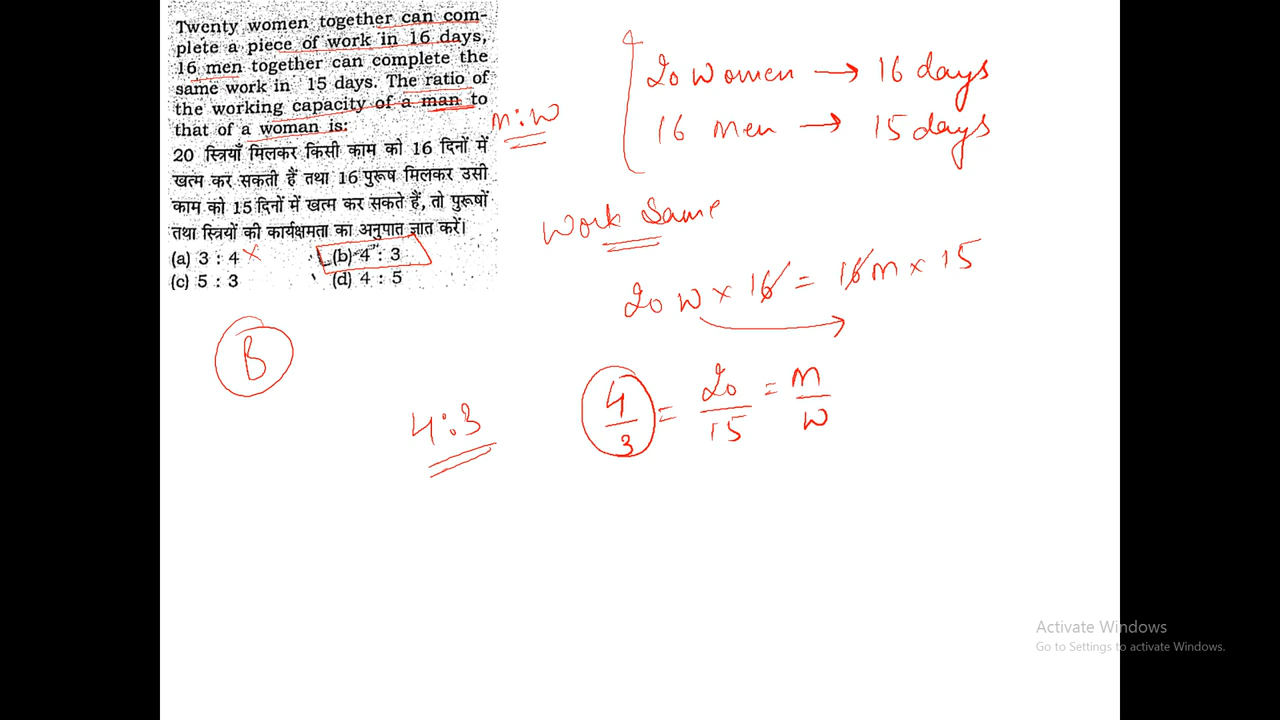 Twenty women together can com-
plete a piece of work in 16 days,
16 men together can complete the
same work in 15 days. The ratio of
the working capacity of a man to
that of a woman is:
20 स्त्रियाँ मिलकर किसी काम को 16 दिनों में
खत्म कर सकती हैं तथा 16 पुरूष मिलकर उसी
काम को 15 दिनों में खत्म कर सकते हैं, तो पुरूषों
तथा स्त्रियों की कार्यक्षमता का अनुपात ज्ञात करें।
(a) 3 : 4 × (b) 4 : 3
(c) 5 : 3 (d) 4 : 5
m:w
20 women → 16 days
16 men → 15 days
Work Same
20 w × 16 = 16 m × 15
4/3 = 20/15 = m/w
4:3
B
Activate Windows
Go to Settings to activate Windows.